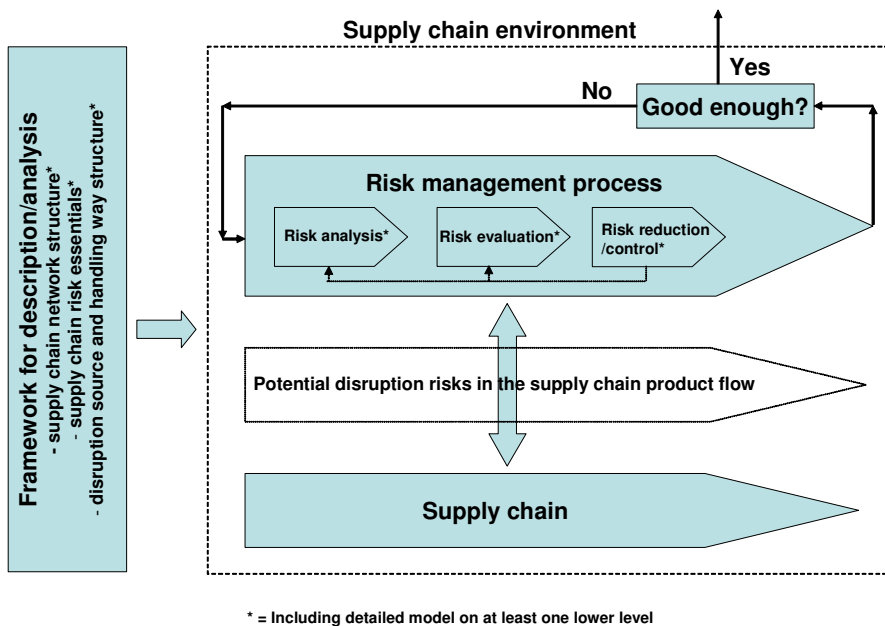 Supply chain environment
Yes
No
Good enough?
Framework for description/analysis
- supply chain network structure*
- supply chain risk essentials*
- disruption source and handling way structure*
Risk management process
Risk analysis*
Risk evaluation*
Risk reduction
/control*
Potential disruption risks in the supply chain product flow
Supply chain
* = Including detailed model on at least one lower level